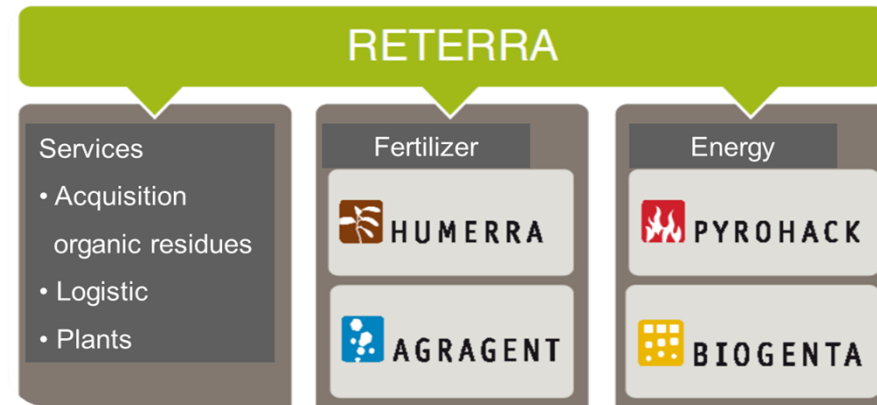 RETERRA
Services
• Acquisition
organic residues
• Logistic
• Plants
Fertilizer
HUMERRA
AGRAGENT
Energy
PYROHACK
BIOGENTA